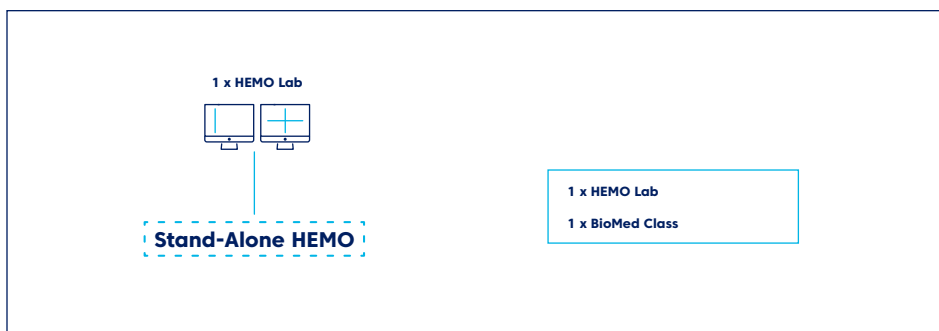 1 x HEMO Lab
Stand-Alone HEMO
1 x HEMO Lab
1 x BioMed Class